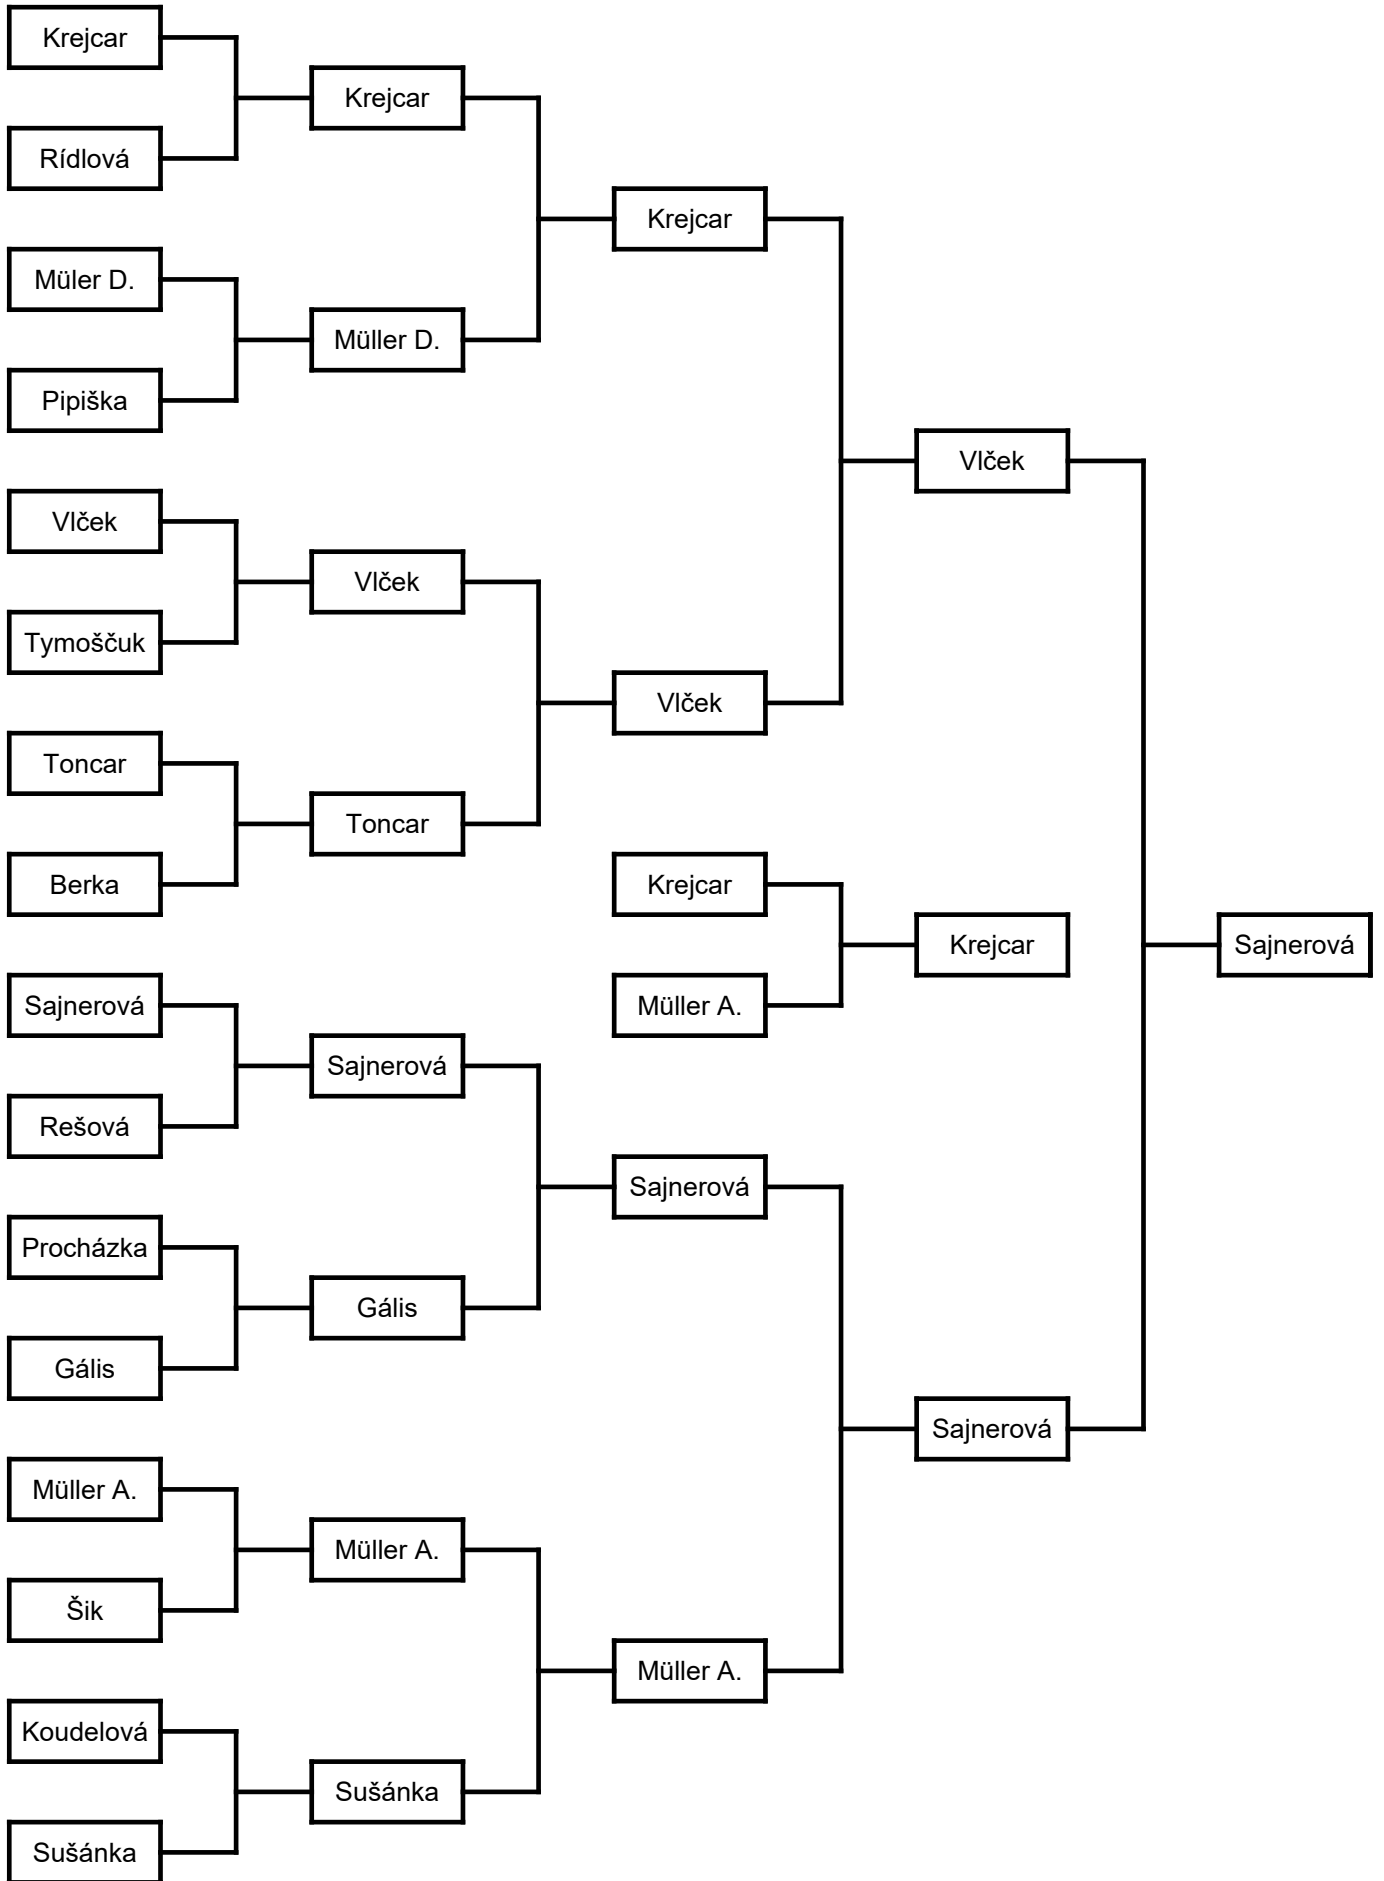 Krejcar
Rídlová
Müler D.
Pipiška
Vlček
Tymoščuk
Toncar
Berka
Sajnerová
Rešová
Procházka
Gális
Müller A.
Šik
Koudelová
Sušánka
Krejcar
Müller D.
Vlček
Toncar
Sajnerová
Gális
Müller A.
Sušánka
Krejcar
Vlček
Krejcar
Müller A.
Sajnerová
Müller A.
Vlček
Krejcar
Sajnerová
Sajnerová